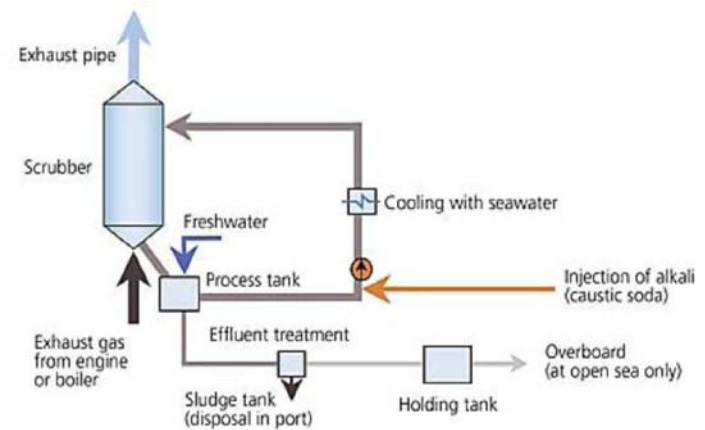 Exhaust pipe
Scrubber
Cooling with seawater
Freshwater
Process tank
Injection of alkali
(caustic soda)
Exhaust gas
from engine
or boiler
Effluent treatment
Overboard
(at open sea only)
Sludge tank
(disposal in port)
Holding tank